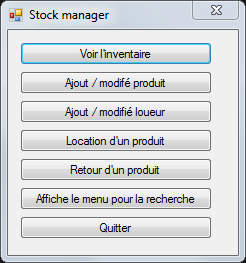 Stock manager
Voir l'inventaire
Ajout / modifé produit
Ajout / modifié loueur
Location d'un produit
Retour d'un produit
Affiche le menu pour la recherche
Quitter